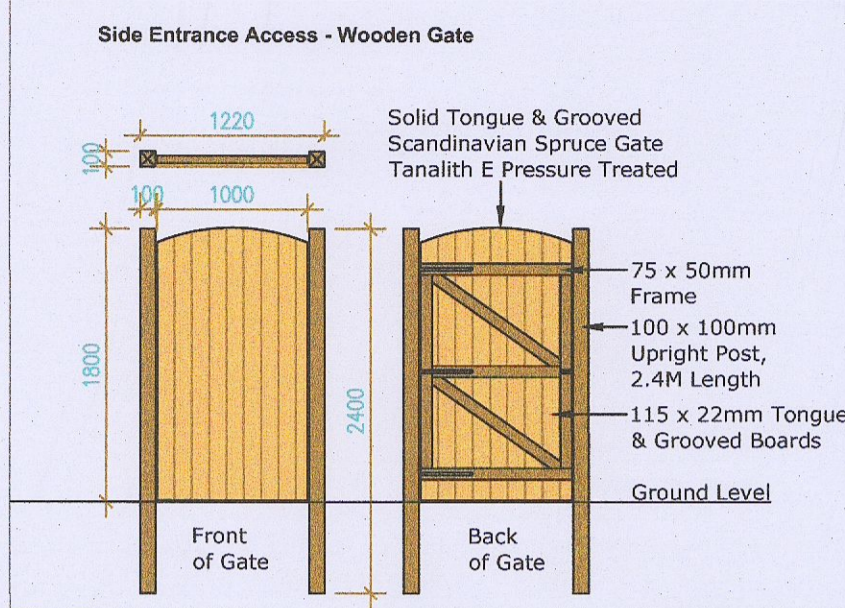 Side Entrance Access - Wooden Gate
1220
100
100
1000
1800
2400
Solid Tongue & Grooved
Scandinavian Spruce Gate
Tanalith E Pressure Treated
75 x 50mm
Frame
100 x 100mm
Upright Post,
2.4M Length
115 x 22mm Tongue
& Grooved Boards
Ground Level
Front
of Gate
Back
of Gate